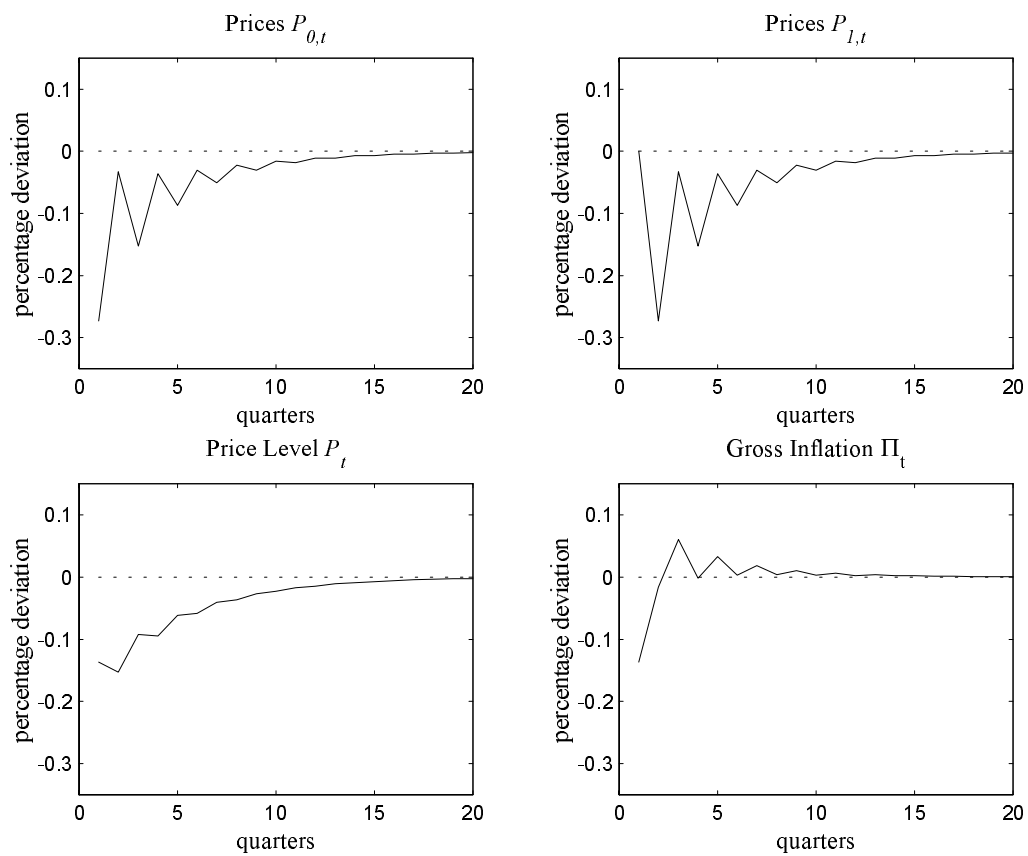 Prices P0,t
0.1
0
-0.1
-0.2
-0.3
percentage deviation
0 5 10 15 20
quarters
Prices P1,t
0.1
0
-0.1
-0.2
-0.3
percentage deviation
0 5 10 15 20
quarters
Price Level Pt
0.1
0
-0.1
-0.2
-0.3
percentage deviation
0 5 10 15 20
quarters
Gross Inflation Πt
0.1
0
-0.1
-0.2
-0.3
percentage deviation
0 5 10 15 20
quarters